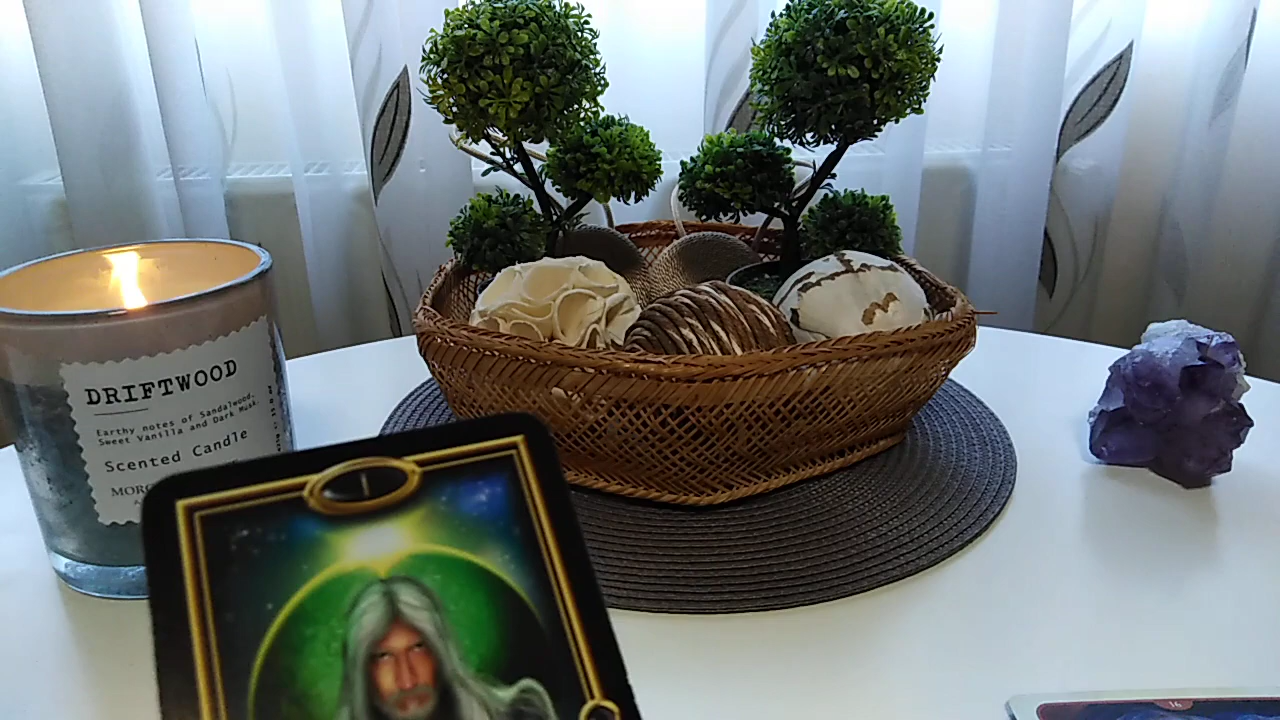 DRIFTWOOD
Earthy notes of Sandalwood,
Sweet Vanilla and Dark Musk.
Scented Candle
I